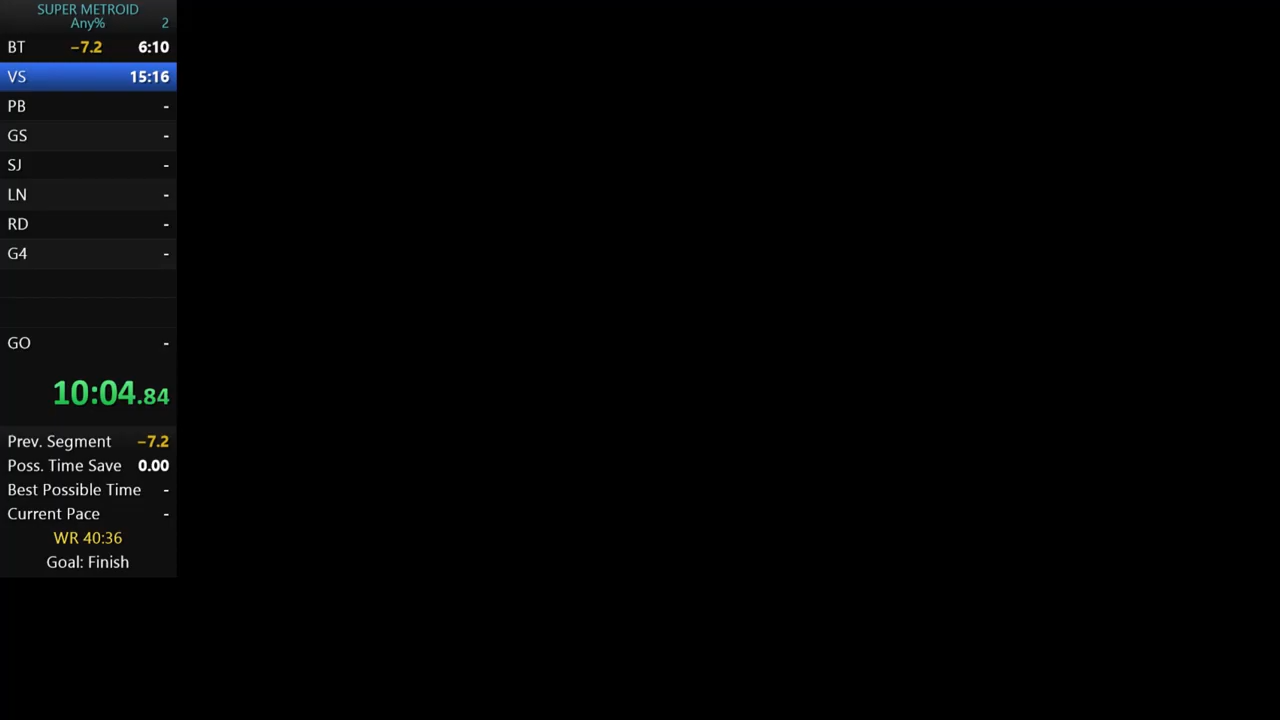 SUPER METROID
Any% 2
BT −7.2 6:10
VS 15:16
PB -
GS -
SJ -
LN -
RD -
G4 -
GO -
10:04.84
Prev. Segment −7.2
Poss. Time Save 0.00
Best Possible Time -
Current Pace -
WR 40:36
Goal: Finish